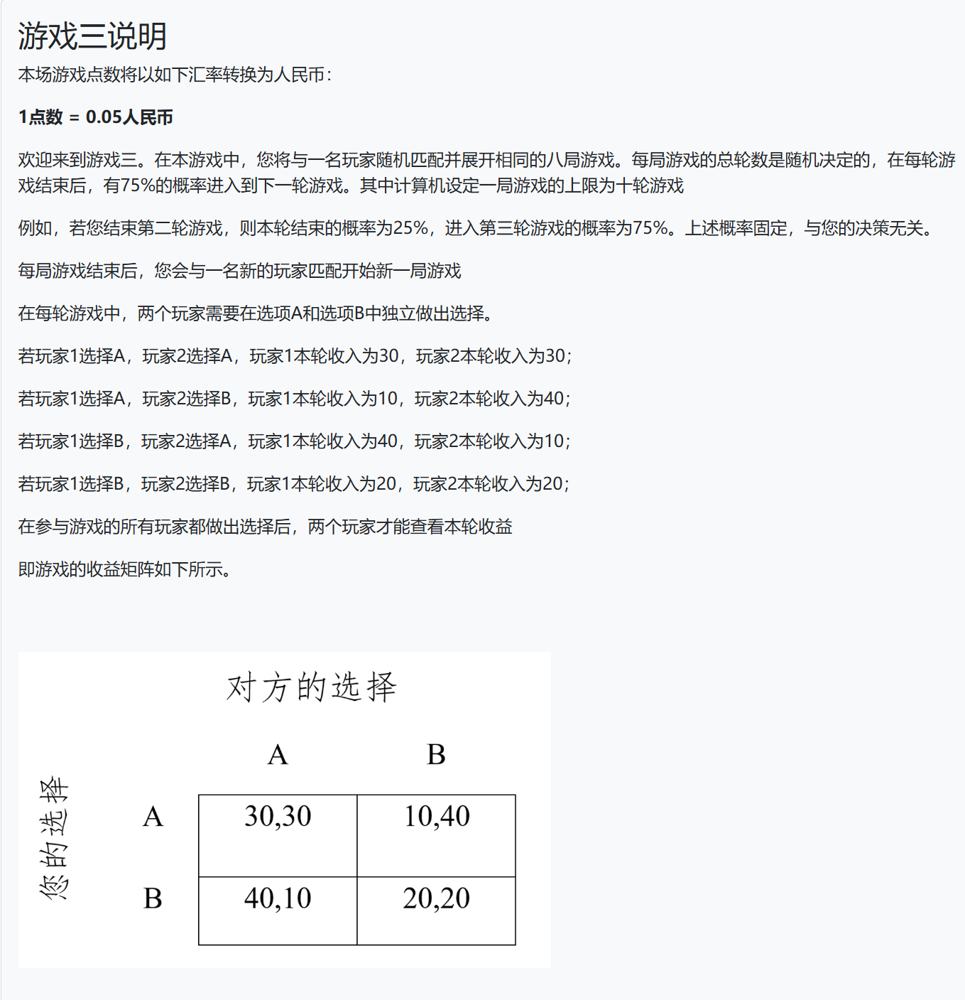 游戏三说明
本场游戏点数将以如下汇率转换为人民币：
1点数 = 0.05人民币
欢迎来到游戏三。在本游戏中，您将与一名玩家随机匹配并展开相同的八局游戏。每局游戏的总轮数是随机决定的，在每轮游
戏结束后，有75%的概率进入到下一轮游戏。其中计算机设定一局游戏的上限为十轮游戏
例如，若您结束第二轮游戏，则本轮结束的概率为25%，进入第三轮游戏的概率为75%。上述概率固定，与您的决策无关。
每局游戏结束后，您会与一名新的玩家匹配开始新一局游戏
在每轮游戏中，两个玩家需要在选项A和选项B中独立做出选择。
若玩家1选择A，玩家2选择A，玩家1本轮收入为30，玩家2本轮收入为30；
若玩家1选择A，玩家2选择B，玩家1本轮收入为10，玩家2本轮收入为40；
若玩家1选择B，玩家2选择A，玩家1本轮收入为40，玩家2本轮收入为10；
若玩家1选择B，玩家2选择B，玩家1本轮收入为20，玩家2本轮收入为20；
在参与游戏的所有玩家都做出选择后，两个玩家才能查看本轮收益
即游戏的收益矩阵如下所示。
对方的选择
A B
您的选择
A 30,30 10,40
B 40,10 20,20